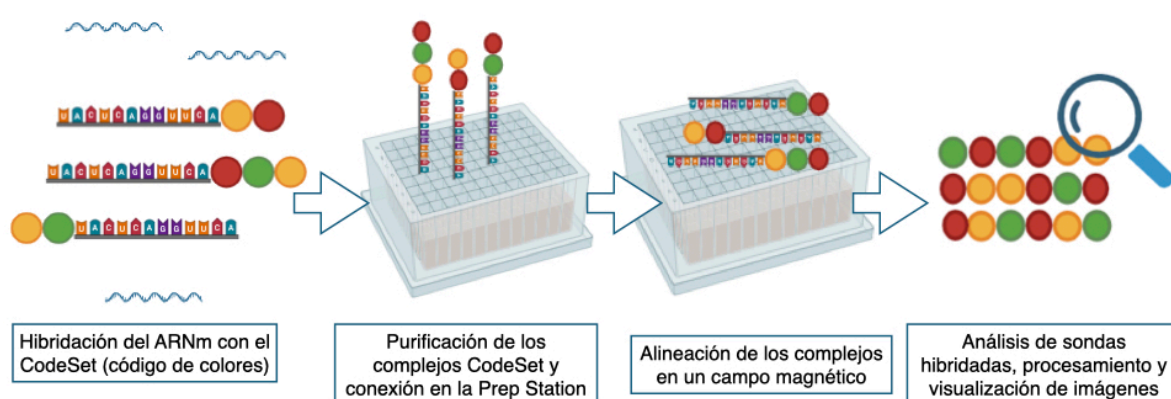 UACUCAGGUUCA
UACUCAGGUUCA
UACUCAGGUUCA
Hibridación del ARNm con el
CodeSet (código de colores)
Purificación de los
complejos CodeSet y
conexión en la Prep Station
Alineación de los complejos
en un campo magnético
Análisis de sondas
hibridadas, procesamiento y
visualización de imágenes